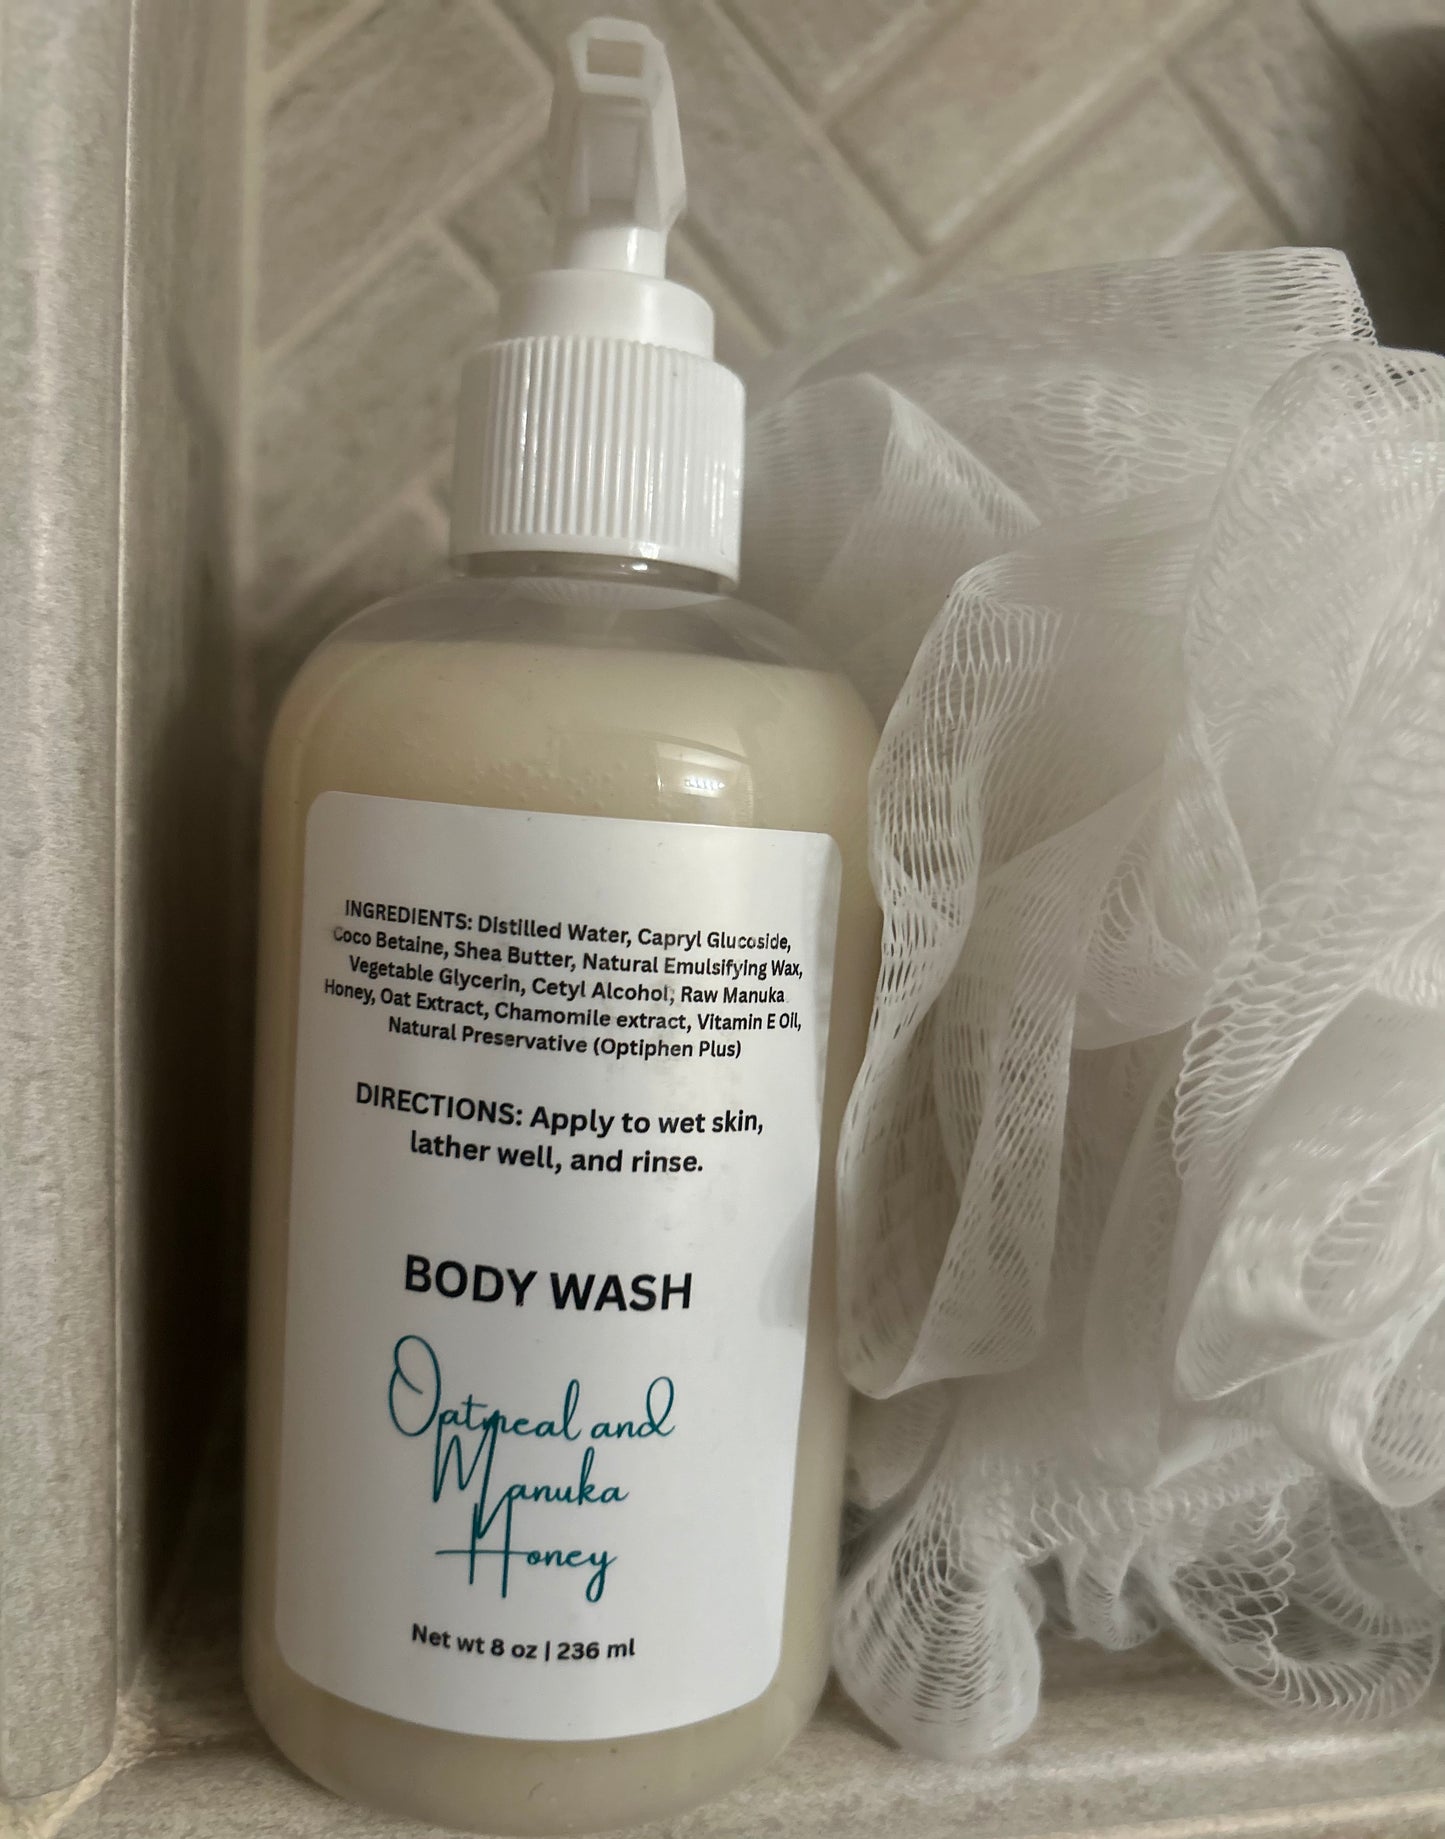 INGREDIENTS: Distilled Water, Capryl Glucoside,
Coco Betaine, Shea Butter, Natural Emulsifying Wax,
Vegetable Glycerin, Cetyl Alcohol, Raw Manuka
Honey, Oat Extract, Chamomile extract, Vitamin E Oil,
Natural Preservative (Optiphen Plus)
DIRECTIONS: Apply to wet skin,
lather well, and rinse.
BODY WASH
Oatmeal and
Manuka
Honey
Net wt 8 oz | 236 ml